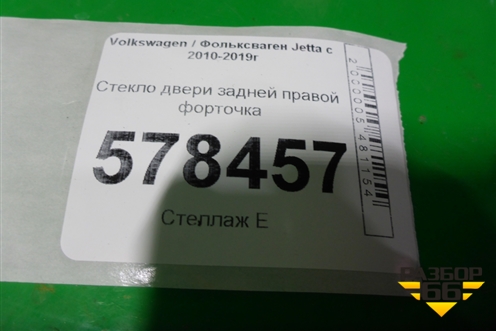 Volkswagen / Фольксваген Jetta с
2010-2019г
Стекло двери задней правой
форточка
578457
Стеллаж Е
2000005481154
РАЗБОР
66